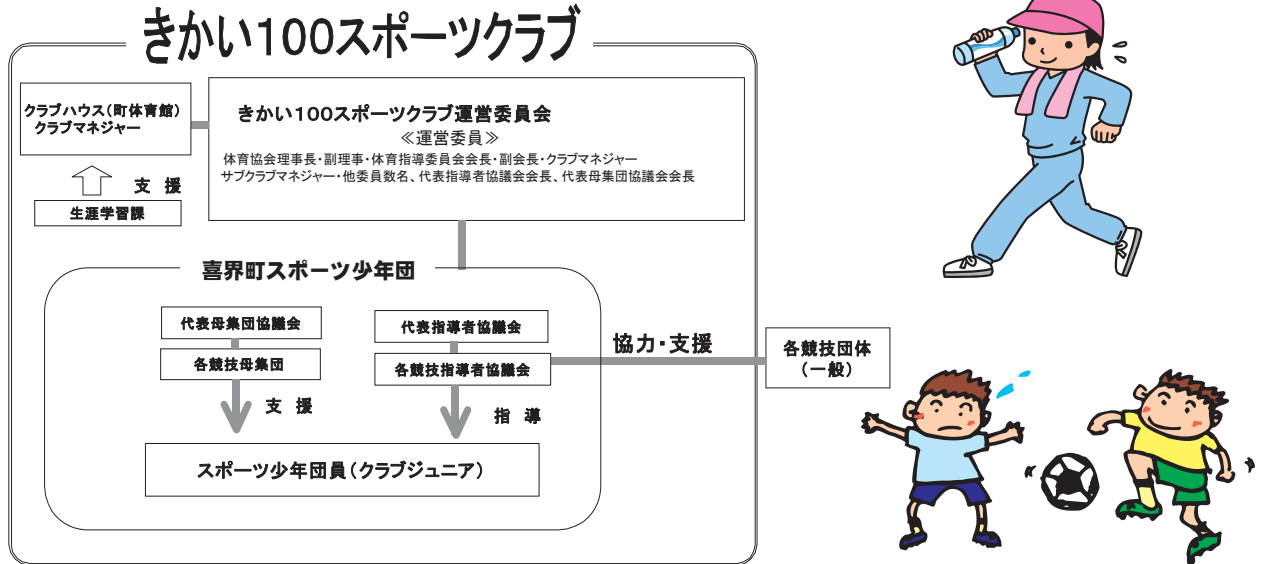 きかい100スポーツクラブ
クラブハウス(町体育館)
クラブマネジャー
支 援
生涯学習課
きかい100スポーツクラブ運営委員会
≪運営委員≫
体育協会理事長・副理事・体育指導委員会会長・副会長・クラブマネジャー
サブクラブマネジャー・他委員数名、代表指導者協議会会長、代表母集団協議会会長
喜界町スポーツ少年団
代表母集団協議会
各競技母集団
支 援
代表指導者協議会
各競技指導者協議会
指 導
スポーツ少年団員(クラブジュニア)
協力・支援
各競技団体
(一般)